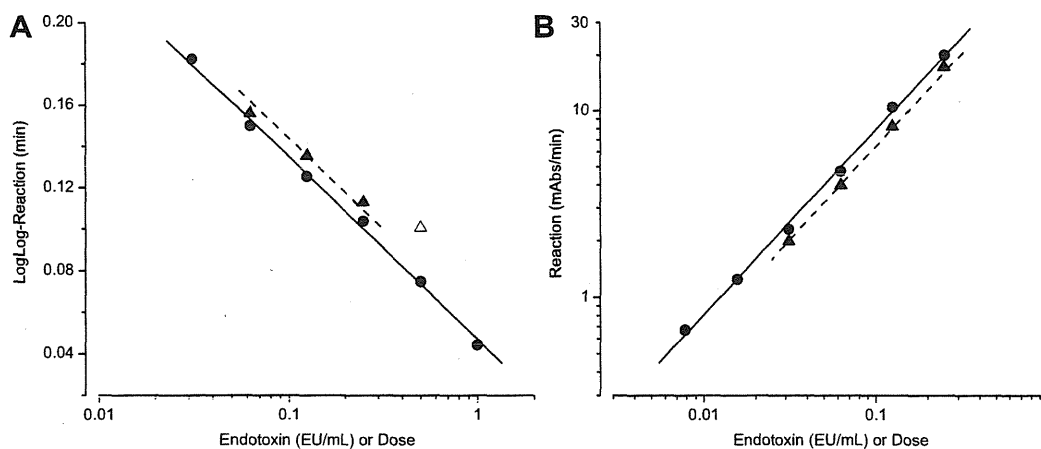 A
LogLog-Reaction (min)
0.20
0.16
0.12
0.08
0.04
0.01
0.1
1
Endotoxin (EU/mL) or Dose
B
Reaction (mAbs/min)
30
10
1
0.01
0.1
Endotoxin (EU/mL) or Dose